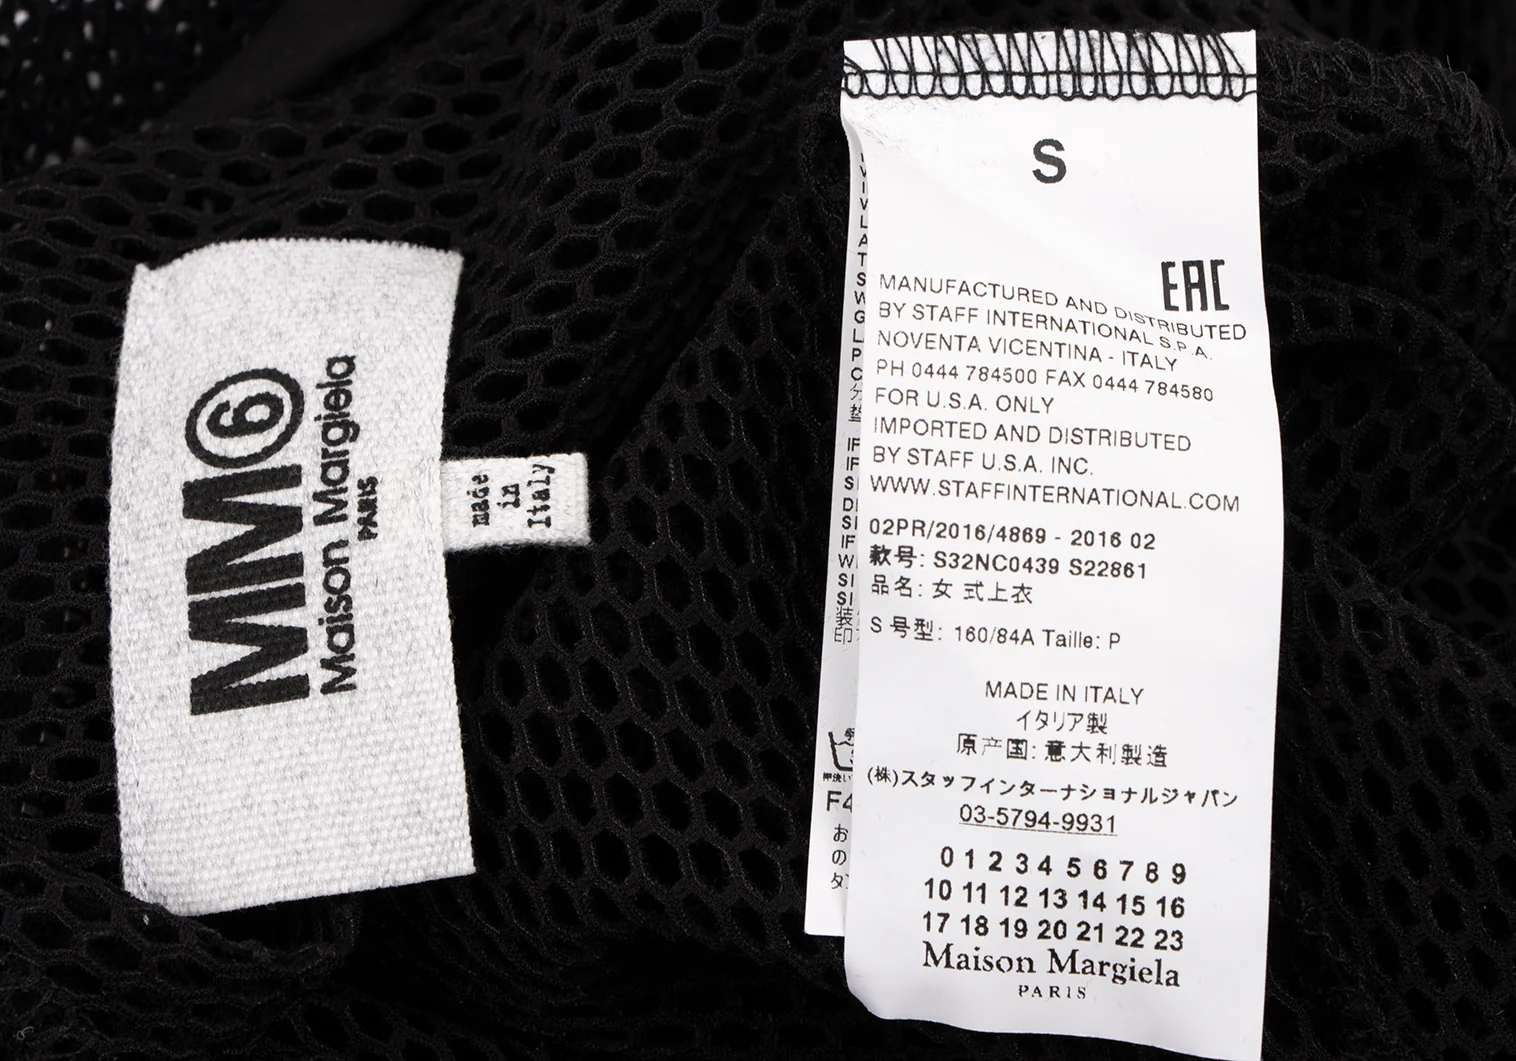 MM6
Maison Margiela
PARIS
made
in
Italy
S
EAC
MANUFACTURED AND DISTRIBUTED
BY STAFF INTERNATIONAL S.P.A.
NOVENTA VICENTINA - ITALY
PH 0444 784500 FAX 0444 784580
FOR U.S.A. ONLY
IMPORTED AND DISTRIBUTED
BY STAFF U.S.A. INC.
WWW.STAFFINTERNATIONAL.COM
02PR/2016/4869 - 2016 02
款号: S32NC0439 S22861
品名: 女 式上衣
S 号型: 160/84A Taille: P
MADE IN ITALY
イタリア製
原产国: 意大利製造
(株)スタッフインターナショナルジャパン
03-5794-9931
0 1 2 3 4 5 6 7 8 9
10 11 12 13 14 15 16
17 18 19 20 21 22 23
Maison Margiela
PARIS